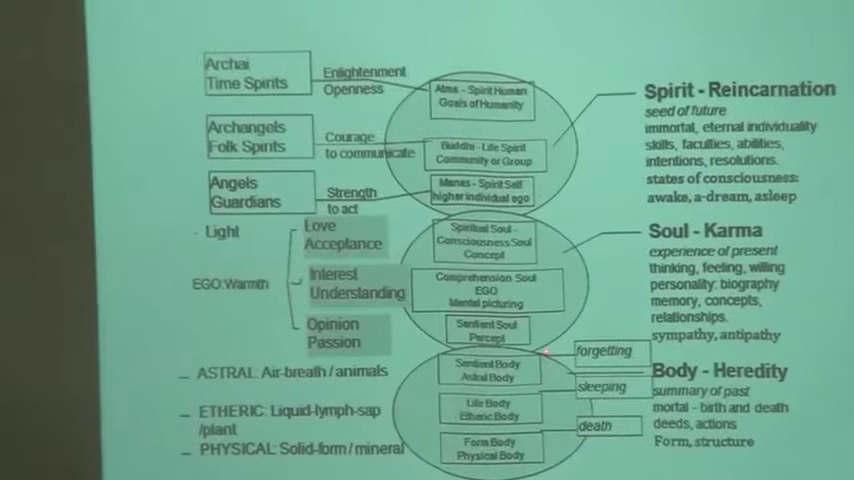 Archai
Time Spirits
Enlightenment
Openness
Atma - Spirit Human
Goals of Humanity
Spirit - Reincarnation
seed of future
immortal, eternal individuality
skills, faculties, abilities,
intentions, resolutions.
states of consciousness:
awake, a-dream, asleep
Archangels
Folk Spirits
Courage
to communicate
Buddhi - Life Spirit
Community or Group
Angels
Guardians
Strength
to act
Manas - Spirit Self
higher individual ego
- Light
Love
Acceptance
Spiritual Soul -
Consciousness Soul
Concept
Soul - Karma
experience of present
thinking, feeling, willing
personality: biography
memory, concepts,
relationships.
sympathy, antipathy
EGO: Warmth
Interest
Understanding
Comprehension Soul
EGO
Mental picturing
Opinion
Passion
Sentient Soul
Percept
forgetting
ASTRAL: Air-breath / animals
Sentient Body
Astral Body
sleeping
Body - Heredity
summary of past
mortal - birth and death
deeds, actions
Form, structure
ETHERIC: Liquid-lymph-sap
/plant
Life Body
Etheric Body
death
PHYSICAL: Solid-form / mineral
Form Body
Physical Body